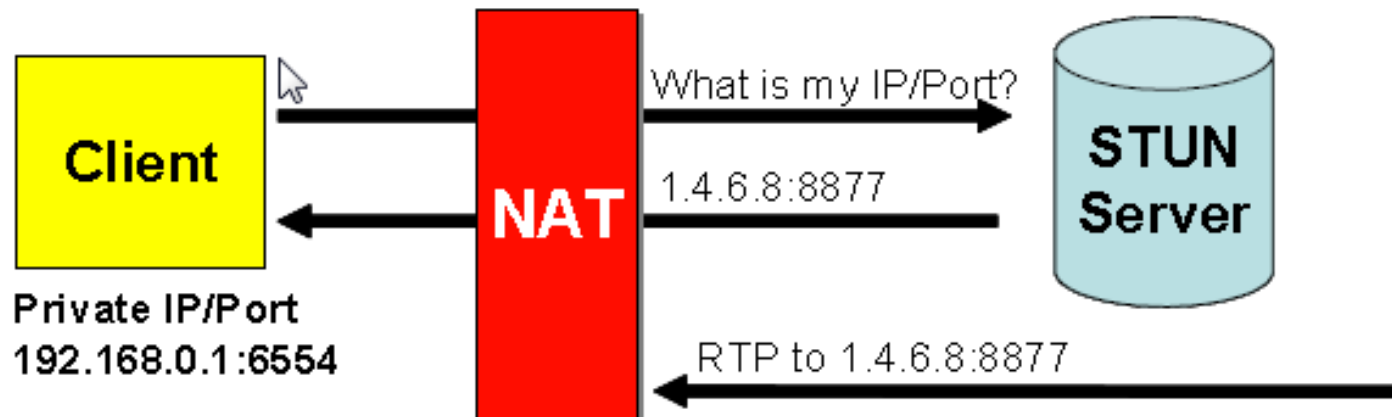 What is my IP/Port?
Client
STUN
Server
NAT
1.4.6.8:8877
Private IP/Port
192.168.0.1:6554
RTP to 1.4.6.8:8877